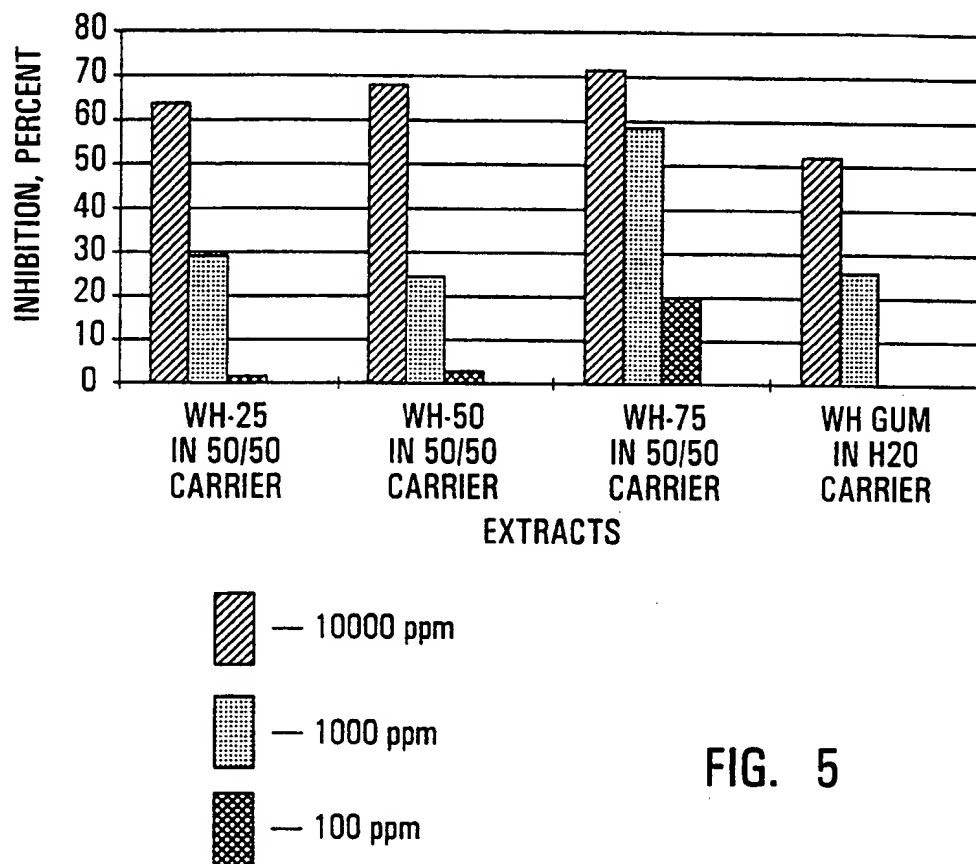 INHIBITION, PERCENT
80
70
60
50
40
30
20
10
0
WH-25
IN 50/50
CARRIER
WH-50
IN 50/50
CARRIER
WH-75
IN 50/50
CARRIER
WH GUM
IN H20
CARRIER
EXTRACTS
— 10000 ppm
— 1000 ppm
— 100 ppm
FIG. 5